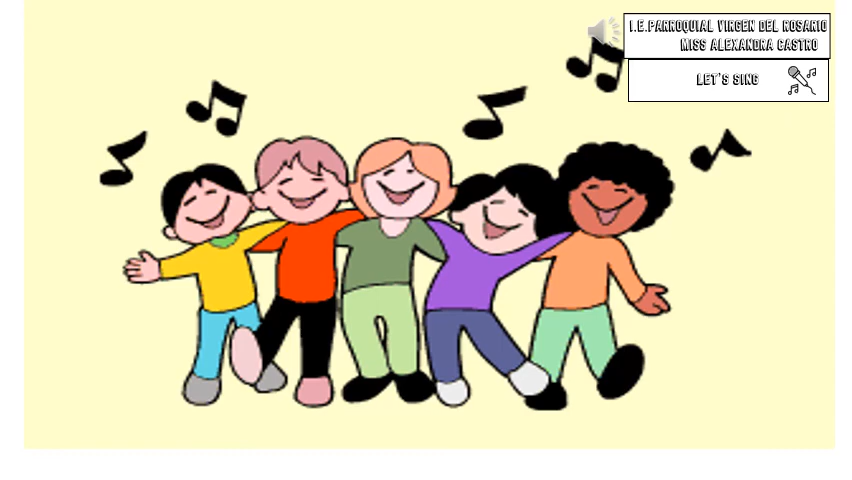 I.E.PARROQUIAL VIRGEN DEL ROSARIO
MISS ALEXANDRA CASTRO
LET'S SING